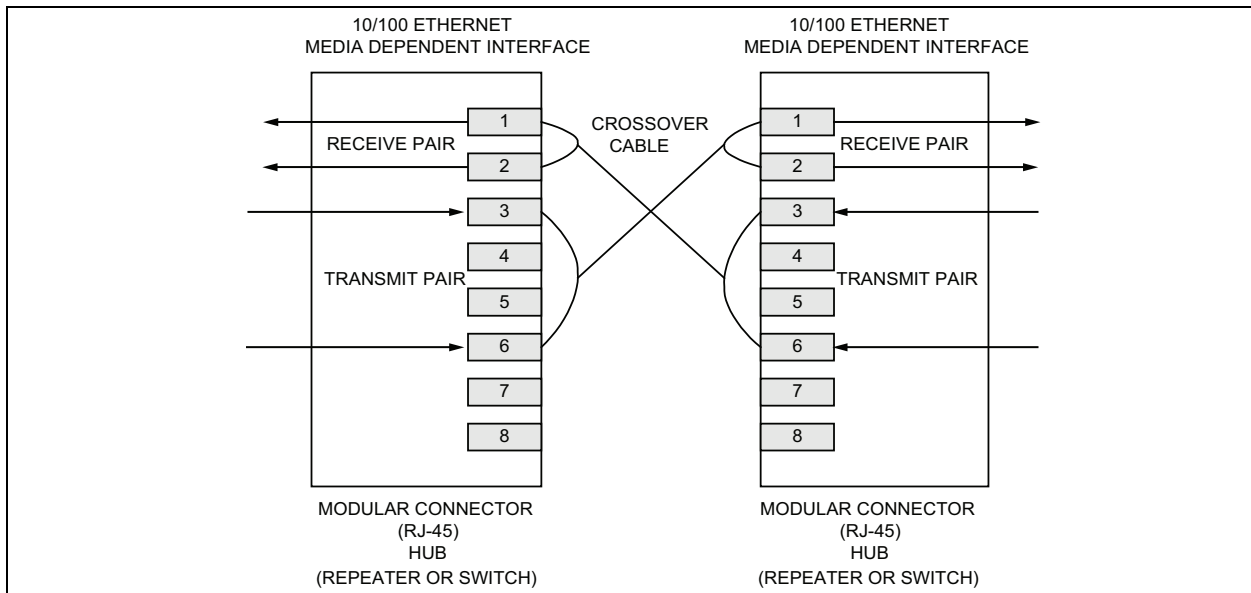 10/100 ETHERNET
MEDIA DEPENDENT INTERFACE
10/100 ETHERNET
MEDIA DEPENDENT INTERFACE
1
RECEIVE PAIR
2
3
4
TRANSMIT PAIR
5
6
7
8
CROSSOVER
CABLE
1
RECEIVE PAIR
2
3
4
TRANSMIT PAIR
5
6
7
8
MODULAR CONNECTOR
(RJ-45)
HUB
(REPEATER OR SWITCH)
MODULAR CONNECTOR
(RJ-45)
HUB
(REPEATER OR SWITCH)